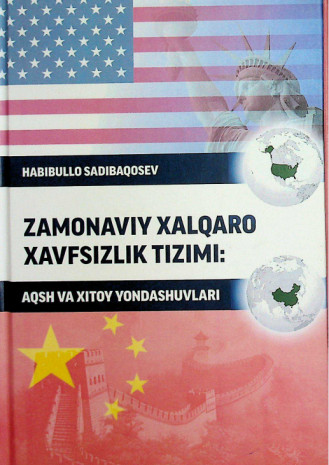 HABIBULLO SADIBAQOSEV
ZAMONAVIY XALQARO
XAVFSIZLIK TIZIMI:
AQSH VA XITOY YONDASHUVLARI